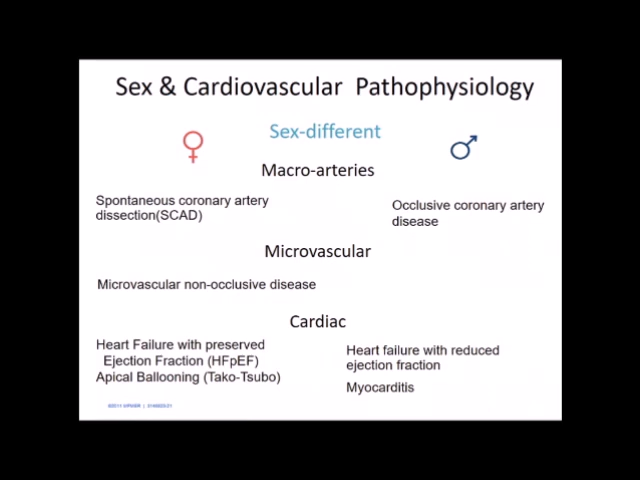 Sex & Cardiovascular Pathophysiology
Sex-different
Macro-arteries
Spontaneous coronary artery
dissection(SCAD)
Occlusive coronary artery
disease
Microvascular
Microvascular non-occlusive disease
Cardiac
Heart Failure with preserved
Ejection Fraction (HFpEF)
Apical Ballooning (Tako-Tsubo)
Heart failure with reduced
ejection fraction
Myocarditis